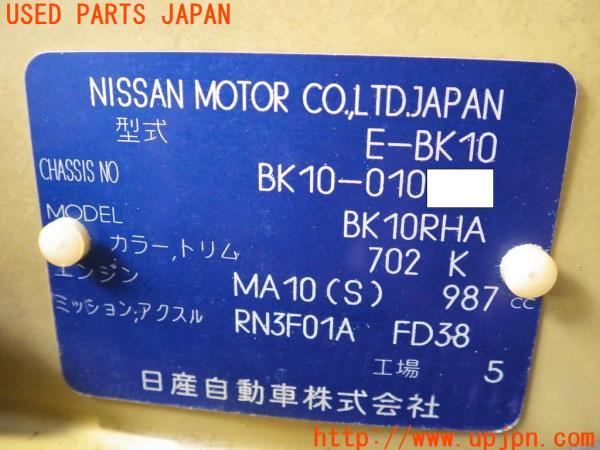 USED PARTS JAPAN
NISSAN MOTOR CO.,LTD.JAPAN
型式 E-BK10
CHASSIS NO BK10-010
MODEL BK10RHA
カラー,トリム 702 K
エンジン MA10(S) 987 CC
ミッション,アクスル RN3F01A FD38
工場 5
日産自動車株式会社
http://www.upjpn.com